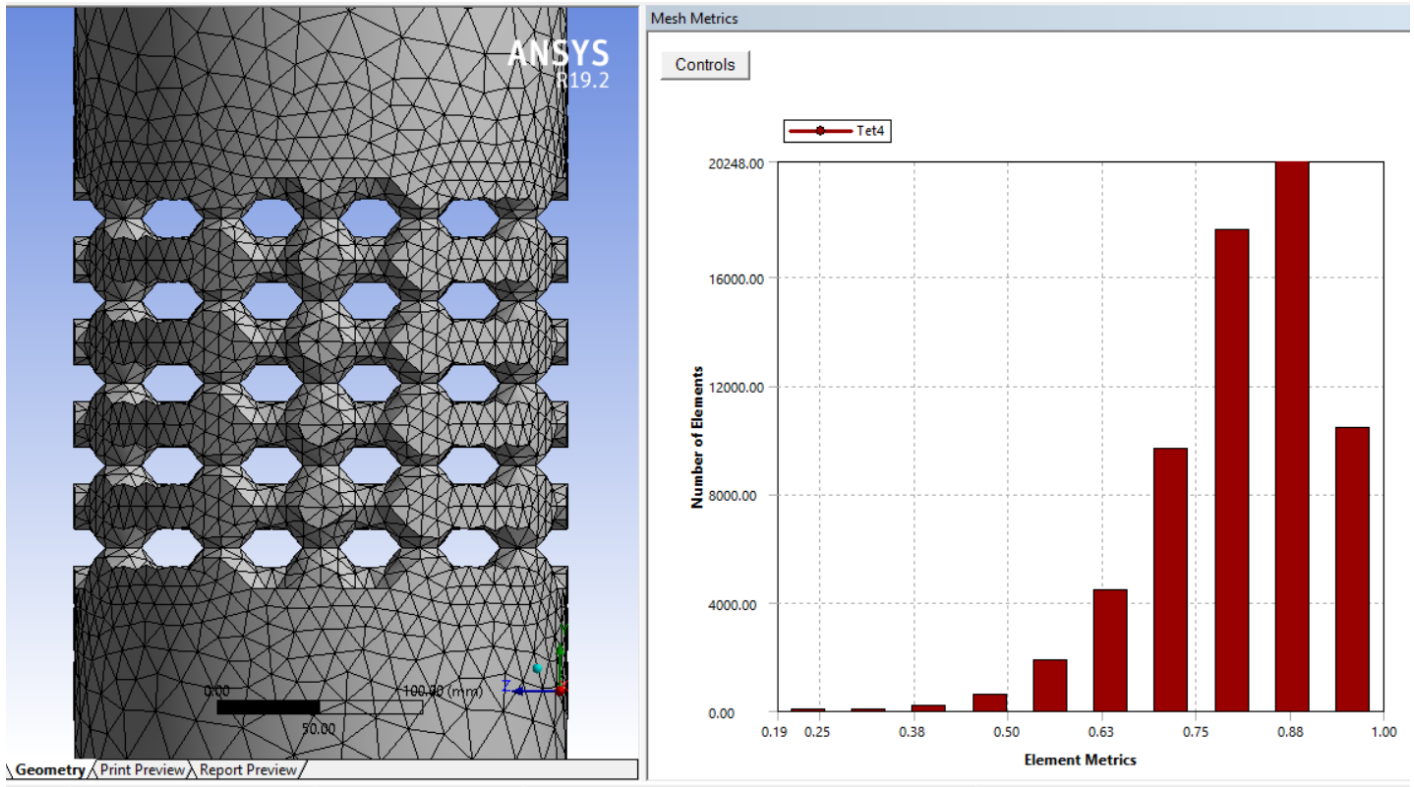 Mesh Metrics
ANSYS
R19.2
Controls
Tet4
20248.00
16000.00
12000.00
8000.00
4000.00
0.00
Number of Elements
0.19 0.25 0.38 0.50 0.63 0.75 0.88 1.00
Element Metrics
Y
Z
0.00 100.00 (mm)
50.00
Geometry Print Preview Report Preview